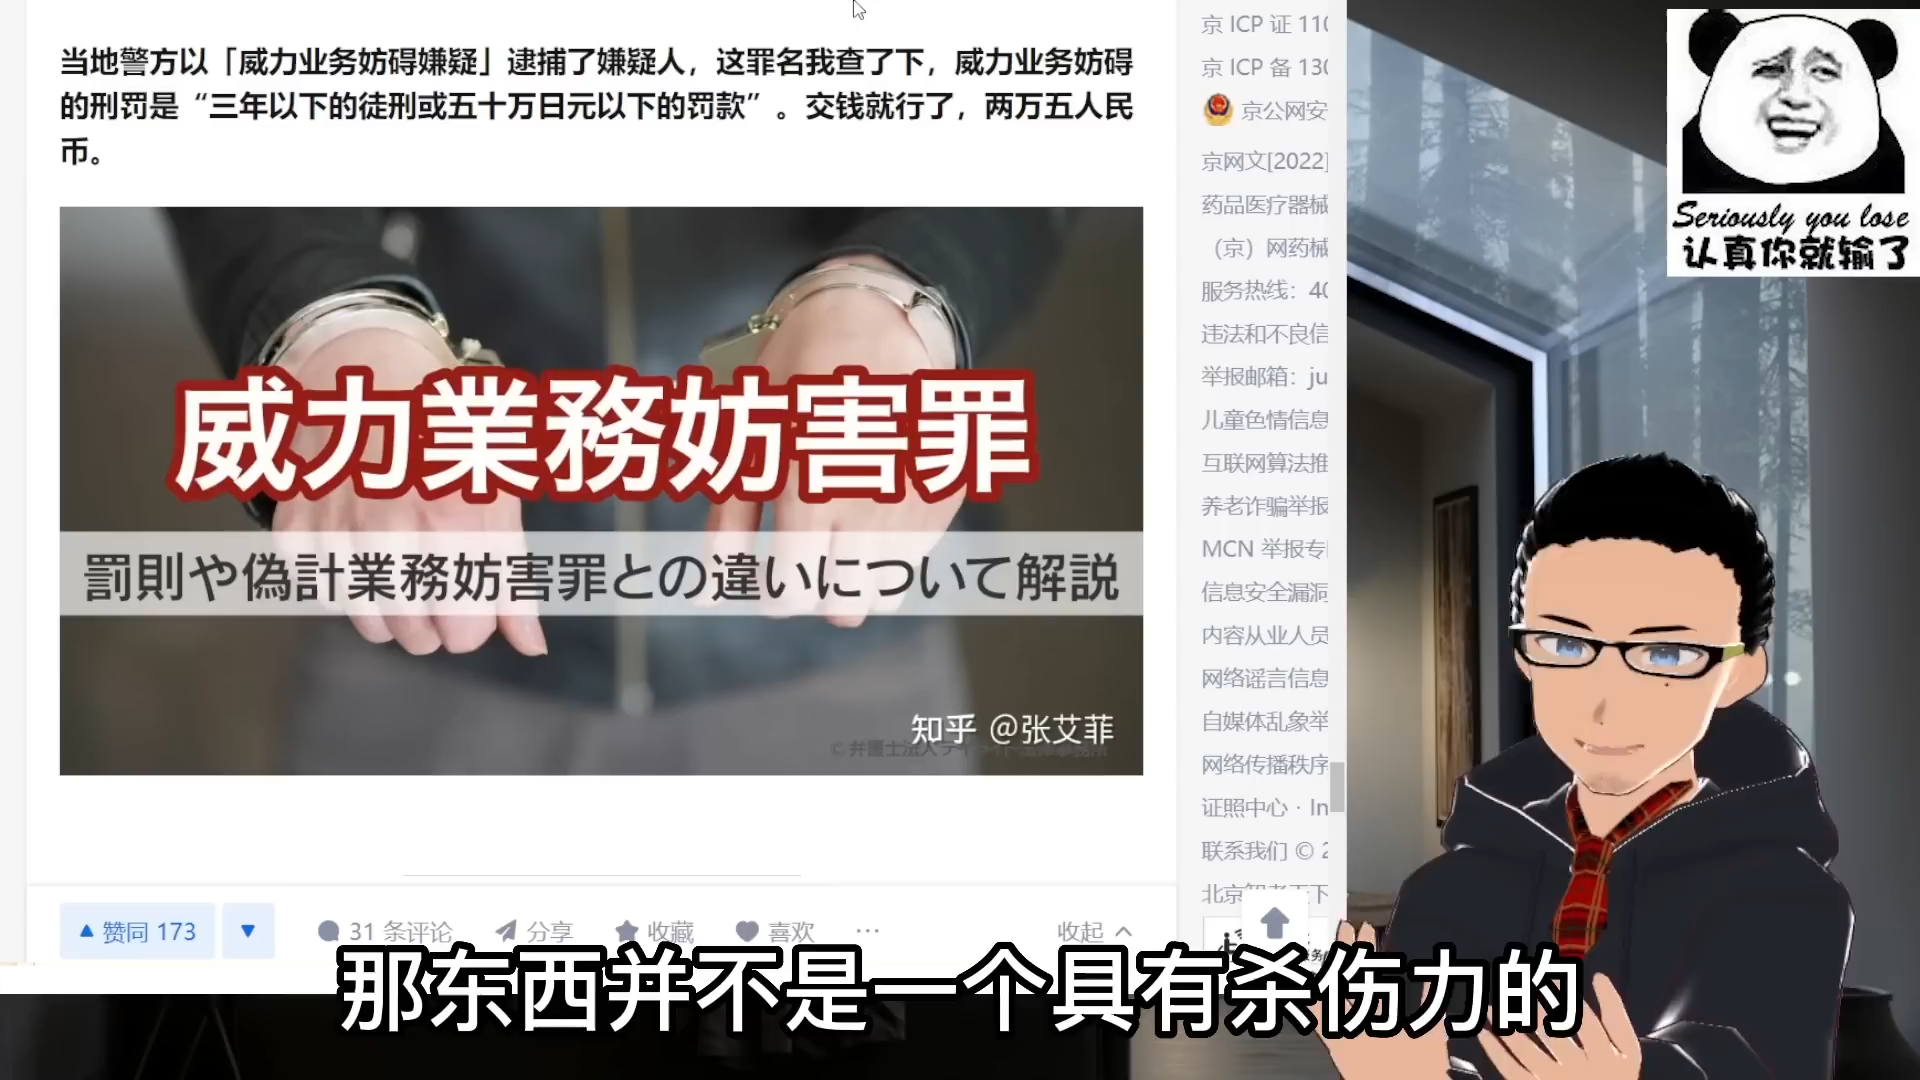 当地警方以「威力业务妨碍嫌疑」逮捕了嫌疑人，这罪名我查了下，威力业务妨碍
的刑罚是“三年以下的徒刑或五十万日元以下的罚款”。交钱就行了，两万五人民
币。
威力業務妨害罪
罰則や偽計業務妨害罪との違いについて解説
知乎 @张艾菲
赞同 173
31 条评论
分享
收藏
喜欢
收起
京 ICP 证 110
京 ICP 备 130
京公网安
京网文[2022]
药品医疗器械
（京）网药械
服务热线：40
违法和不良信
举报邮箱：ju
儿童色情信息
互联网算法推
养老诈骗举报
MCN 举报专
信息安全漏洞
内容从业人员
网络谣言信息
自媒体乱象举
网络传播秩序
证照中心 · In
联系我们 © 2
Seriously you lose
认真你就输了
那东西并不是一个具有杀伤力的